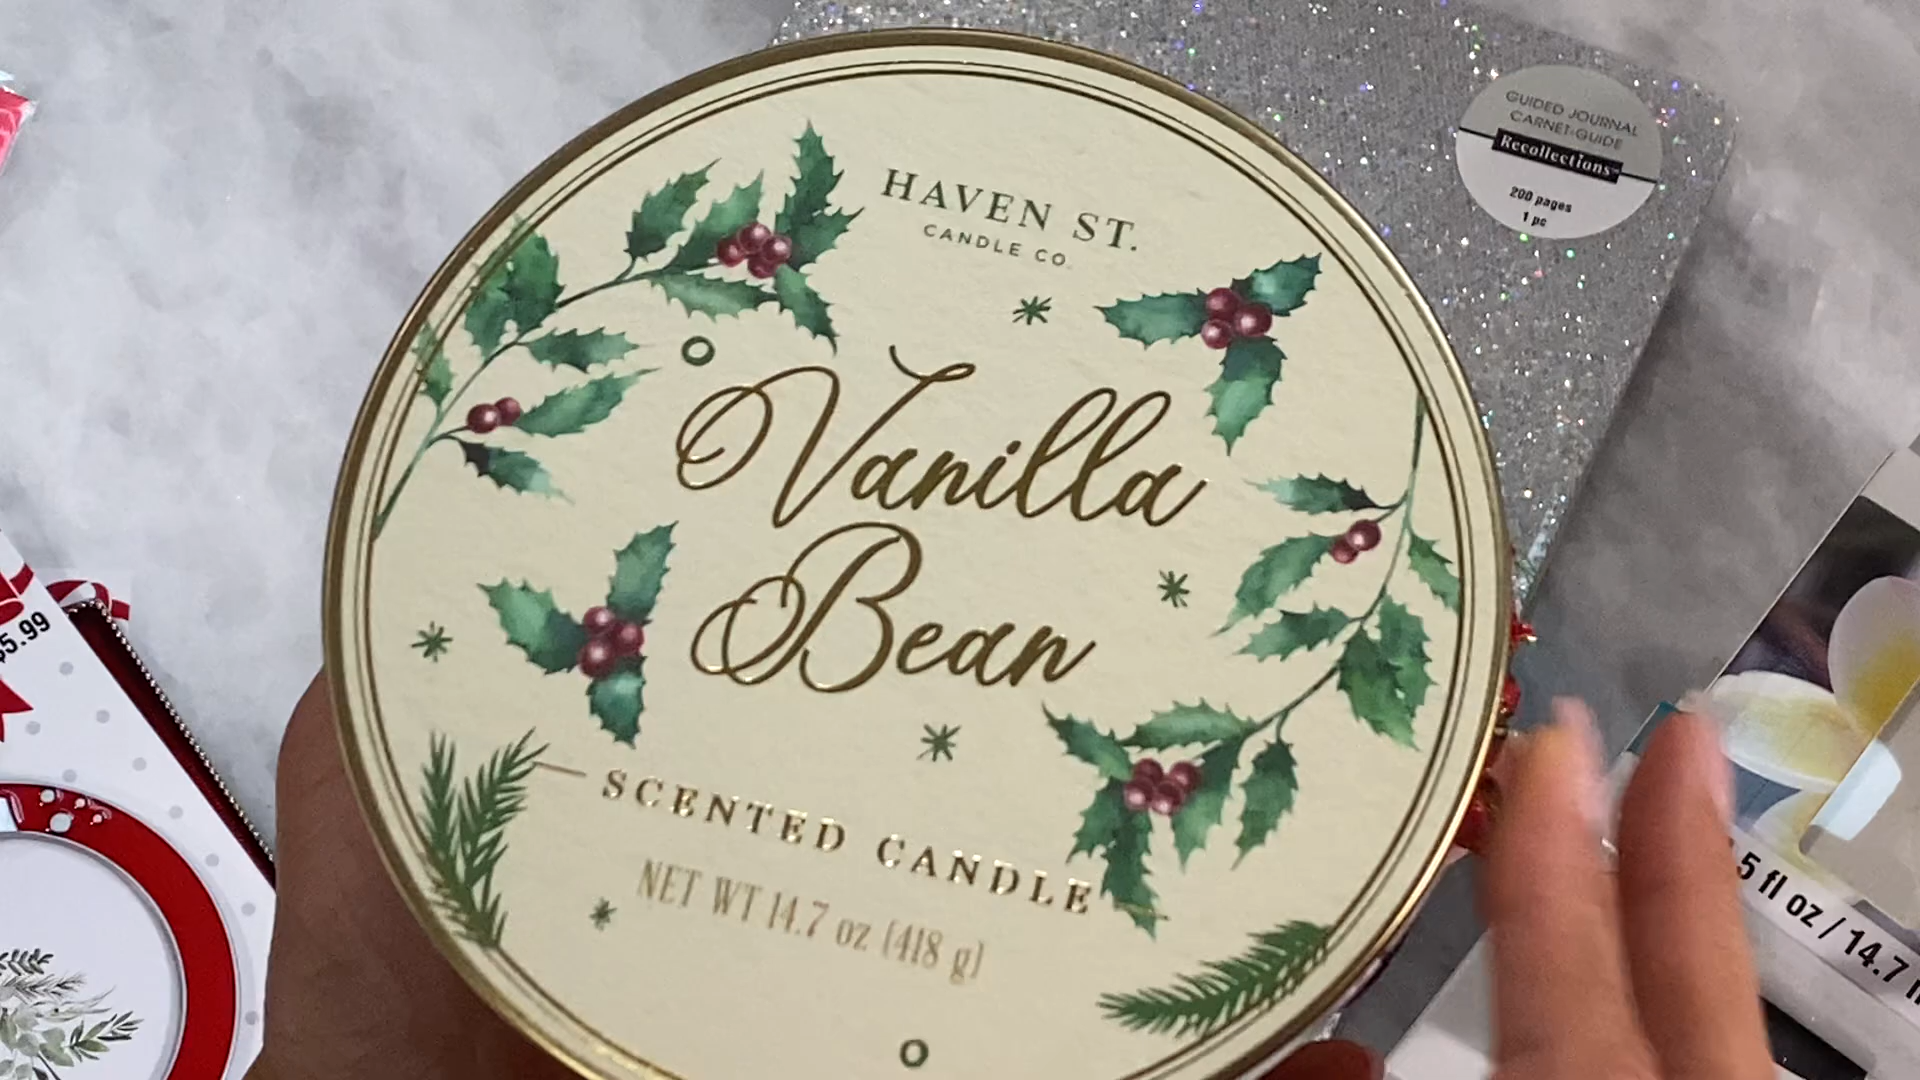 HAVEN ST.
CANDLE CO.
Vanilla
Bean
SCENTED CANDLE
NET WT 14.7 oz (418 g)
GUIDED JOURNAL
CARNET-GUIDE
Recollections™
200 pages
1 pc
$5.99
5 fl oz / 14.7